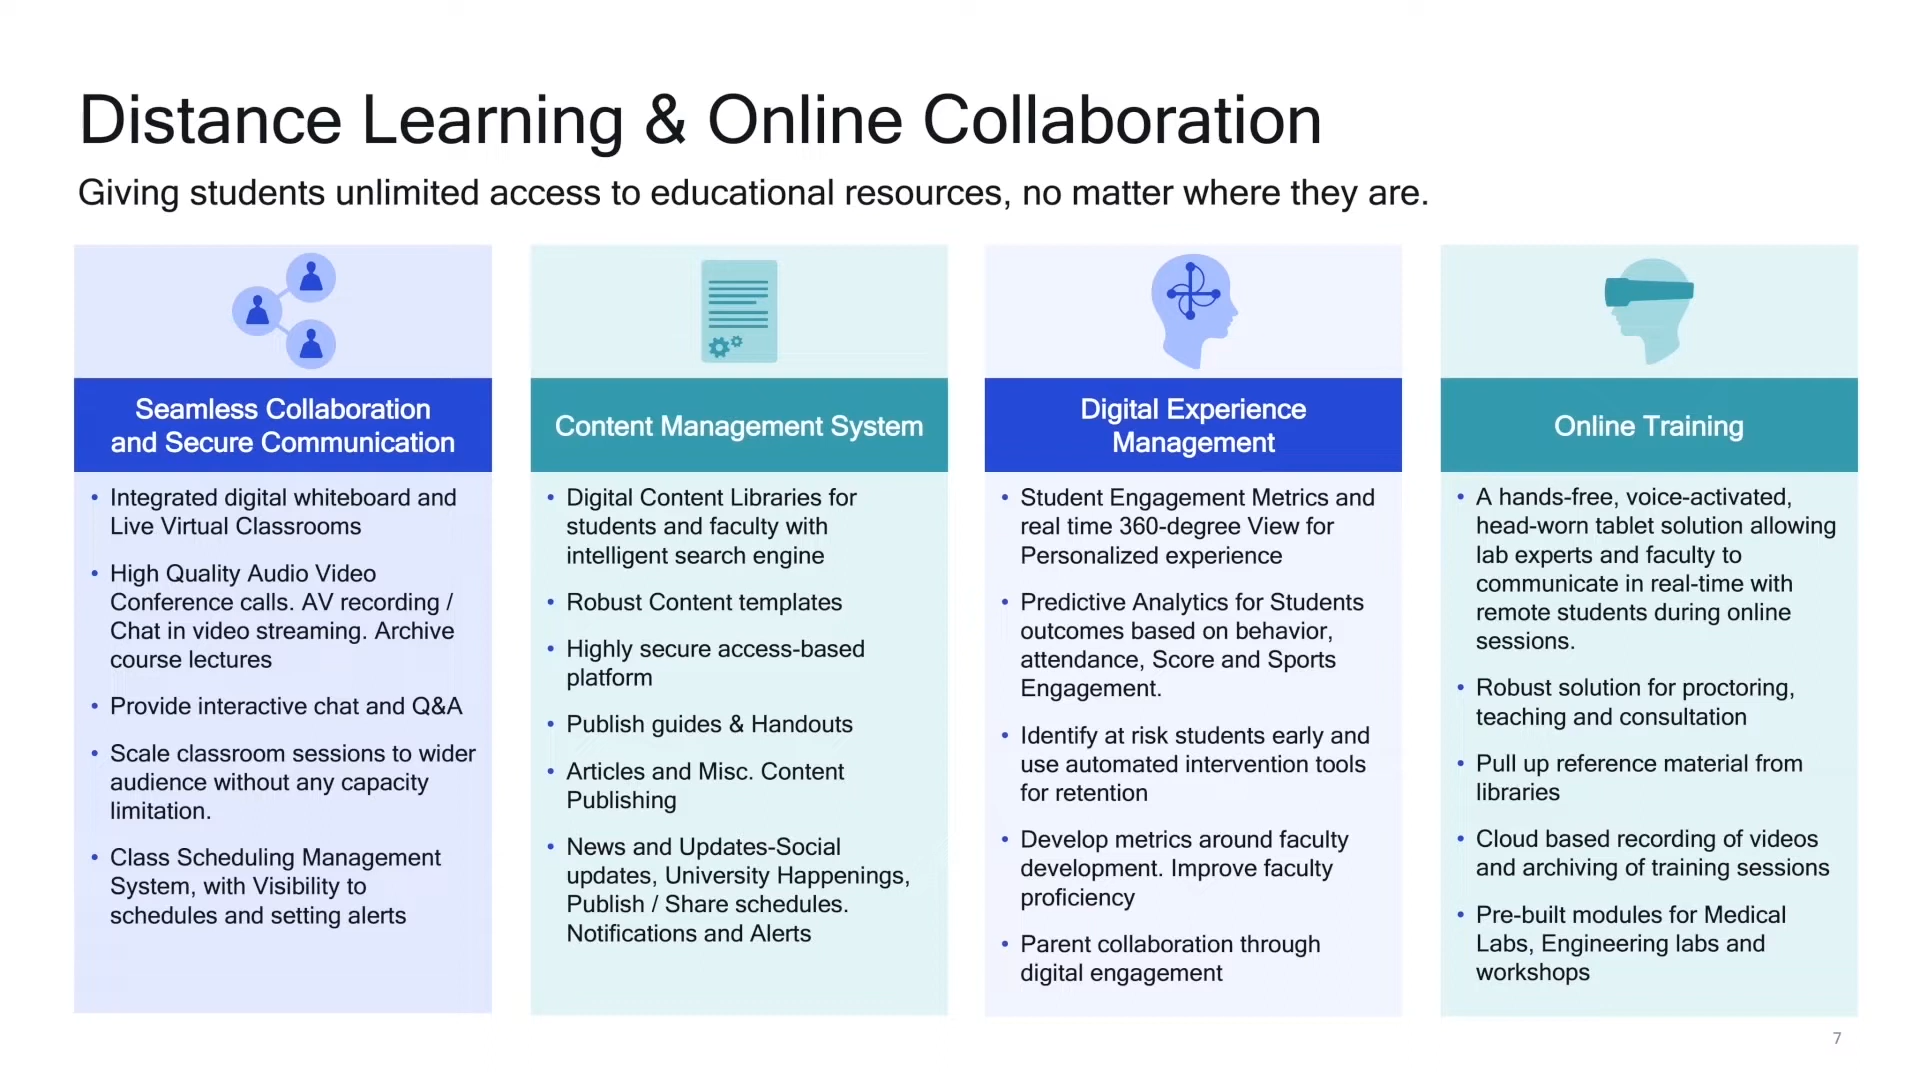 Distance Learning & Online Collaboration
Giving students unlimited access to educational resources, no matter where they are.
Seamless Collaboration
and Secure Communication
• Integrated digital whiteboard and
Live Virtual Classrooms
• High Quality Audio Video
Conference calls. AV recording /
Chat in video streaming. Archive
course lectures
• Provide interactive chat and Q&A
• Scale classroom sessions to wider
audience without any capacity
limitation.
• Class Scheduling Management
System, with Visibility to
schedules and setting alerts
Content Management System
• Digital Content Libraries for
students and faculty with
intelligent search engine
• Robust Content templates
• Highly secure access-based
platform
• Publish guides & Handouts
• Articles and Misc. Content
Publishing
• News and Updates-Social
updates, University Happenings,
Publish / Share schedules.
Notifications and Alerts
Digital Experience
Management
• Student Engagement Metrics and
real time 360-degree View for
Personalized experience
• Predictive Analytics for Students
outcomes based on behavior,
attendance, Score and Sports
Engagement.
• Identify at risk students early and
use automated intervention tools
for retention
• Develop metrics around faculty
development. Improve faculty
proficiency
• Parent collaboration through
digital engagement
Online Training
• A hands-free, voice-activated,
head-worn tablet solution allowing
lab experts and faculty to
communicate in real-time with
remote students during online
sessions.
• Robust solution for proctoring,
teaching and consultation
• Pull up reference material from
libraries
• Cloud based recording of videos
and archiving of training sessions
• Pre-built modules for Medical
Labs, Engineering labs and
workshops
7